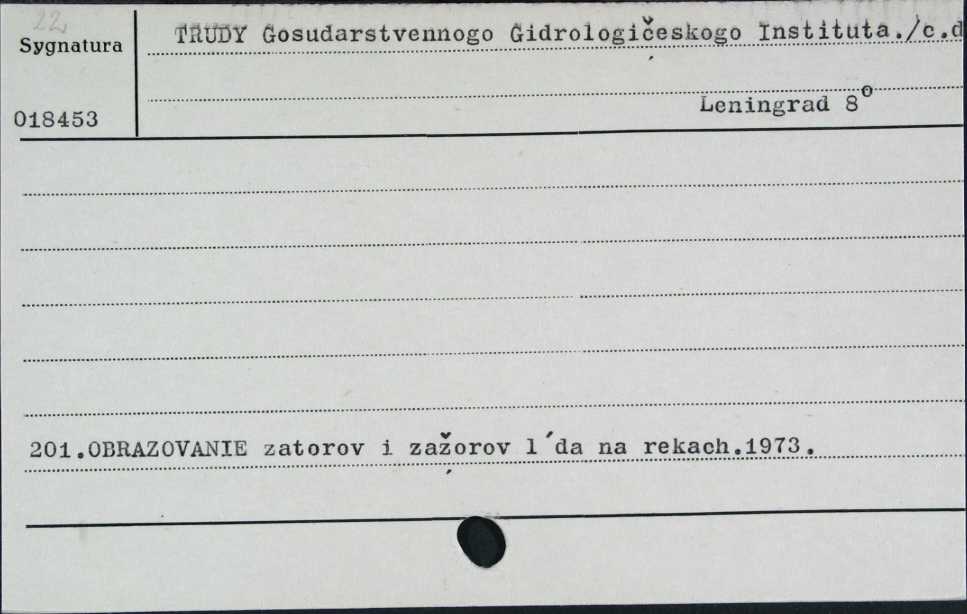 22
Sygnatura
TRUDY Gosudarstvennogo Gidrologičeskogo Instituta./c.d
Leningrad 8°
018453
201.OBRAZOVANIE zatorov i zažorov l´da na rekach.1973.